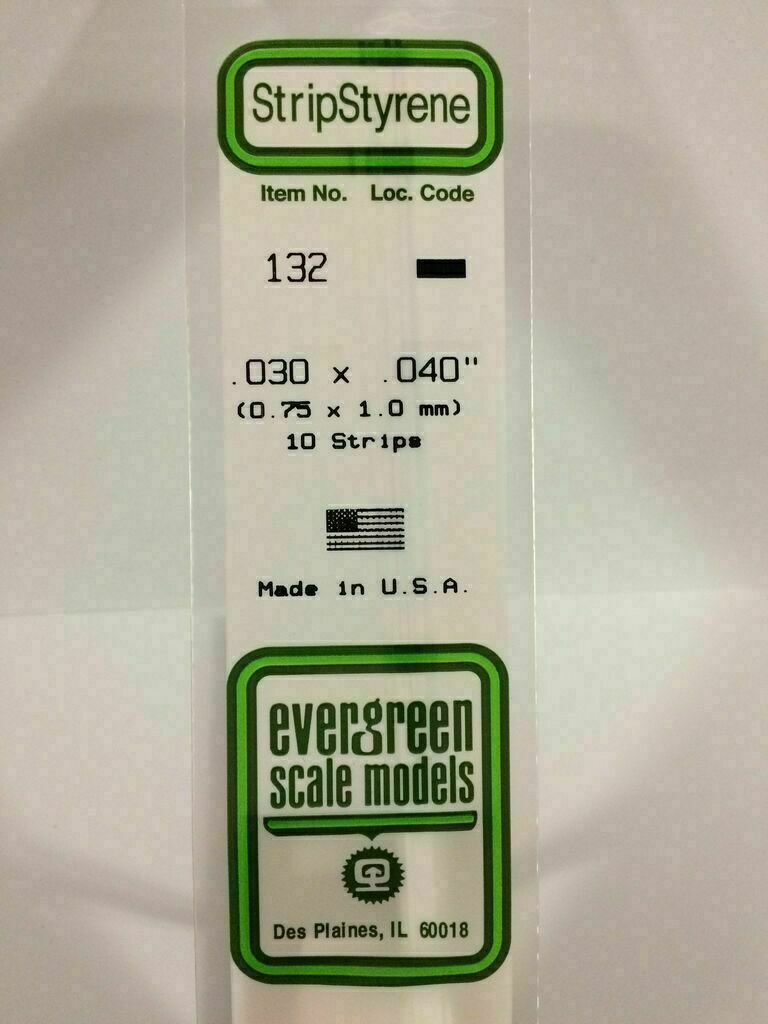 StripStyrene
Item No. Loc. Code
132
.030 x .040"
(0.75 x 1.0 mm)
10 Strips
Made in U.S.A.
evergreen
scale models
Des Plaines, IL 60018